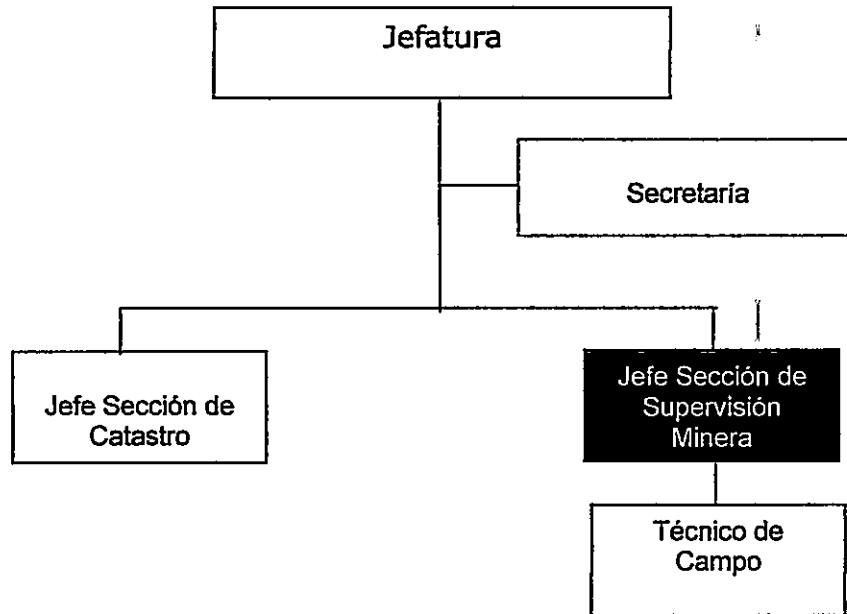 Jefatura
Secretaría
Jefe Sección de
Catastro
Jefe Sección de
Supervisión
Minera
Técnico de
Campo